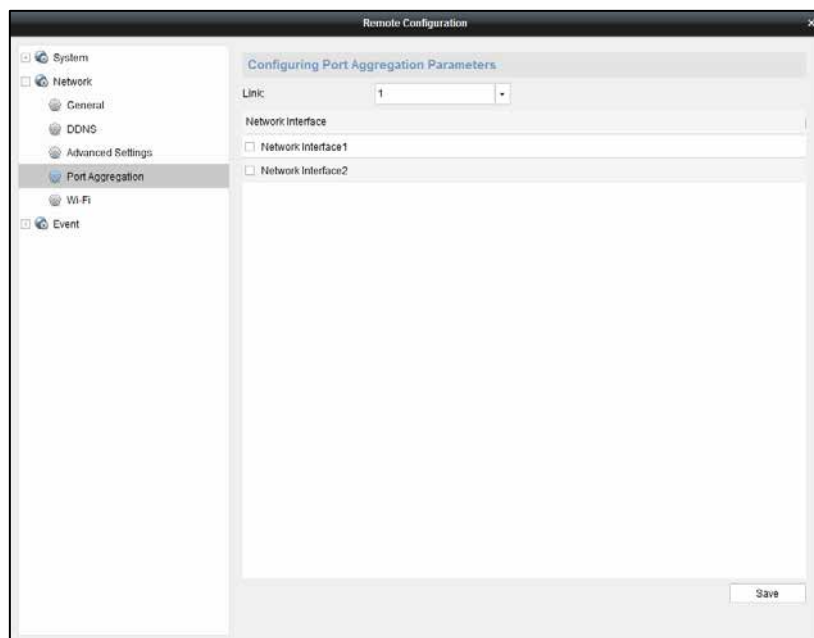 Remote Configuration
System
Network
General
DDNS
Advanced Settings
Port Aggregation
Wi-Fi
Event
Configuring Port Aggregation Parameters
Link: 1
Network Interface
Network Interface1
Network Interface2
Save